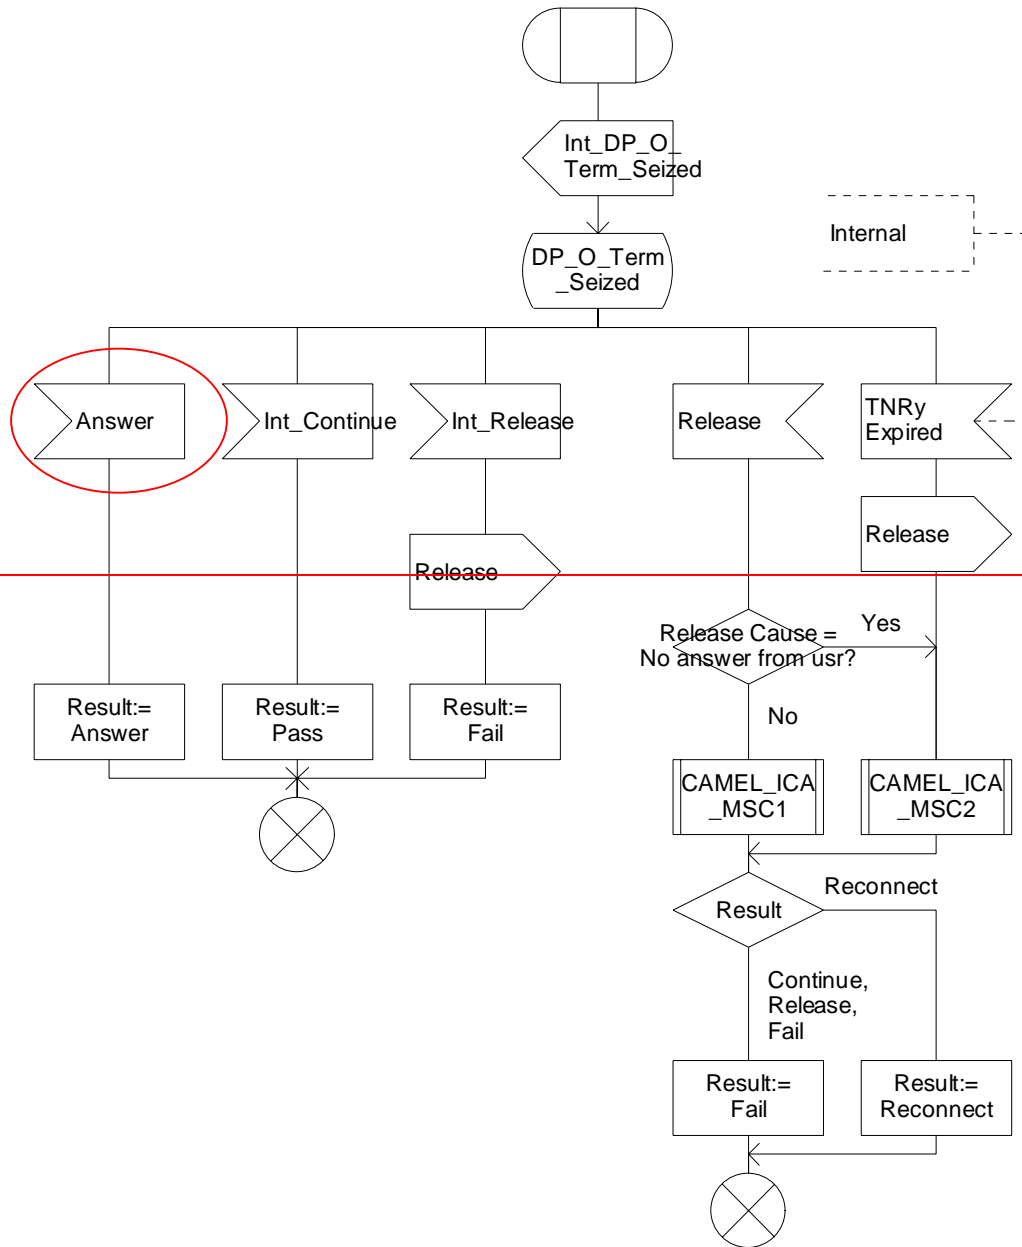 Int_DP_O_
Term_Seized
Internal
DP_O_Term
_Seized
Answer
Int_Continue
Int_Release
Release
TNRy
Expired
Release
Release
Release Cause =
No answer from usr?
Yes
No
Result:=
Answer
Result:=
Pass
Result:=
Fail
CAMEL_ICA
_MSC1
CAMEL_ICA
_MSC2
Result
Reconnect
Continue,
Release,
Fail
Result:=
Fail
Result:=
Reconnect